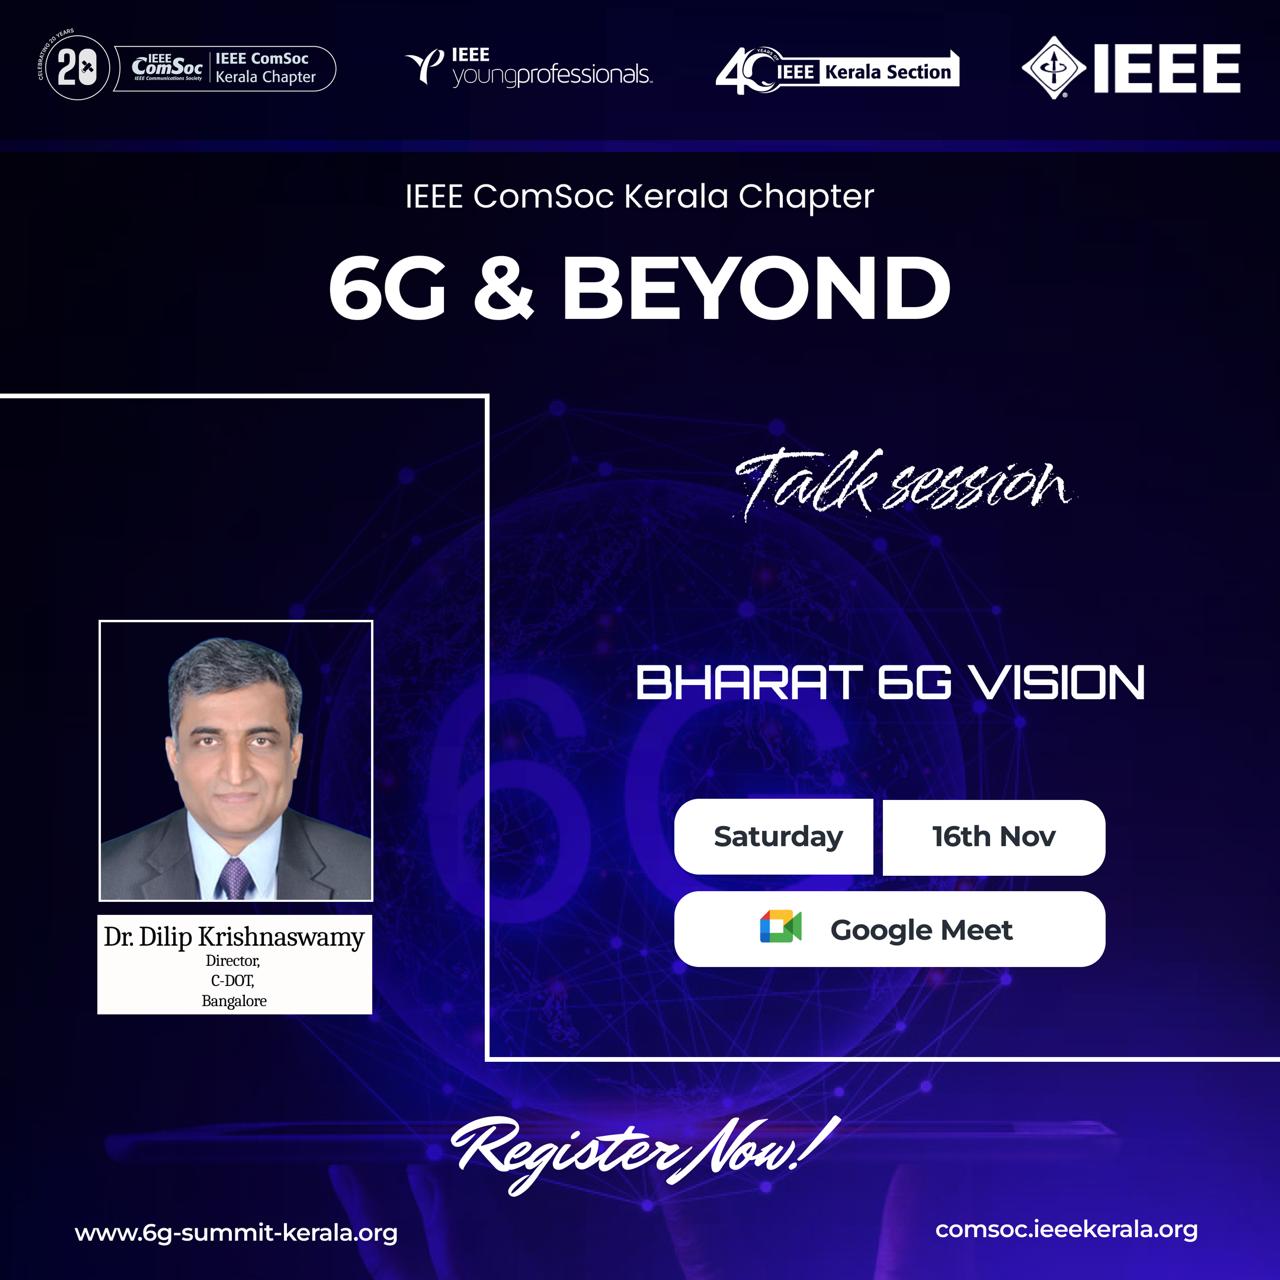 CELEBRATING 20 YEARS
20
IEEE ComSoc
IEEE Communications Society
IEEE ComSoc
Kerala Chapter
IEEE
youngprofessionals
40 YEARS
IEEE Kerala Section
IEEE
IEEE ComSoc Kerala Chapter
6G & BEYOND
Talk session
BHARAT 6G VISION
6G
Saturday
16th Nov
Google Meet
Dr. Dilip Krishnaswamy
Director,
C-DOT,
Bangalore
Register Now!
www.6g-summit-kerala.org
comsoc.ieeekerala.org